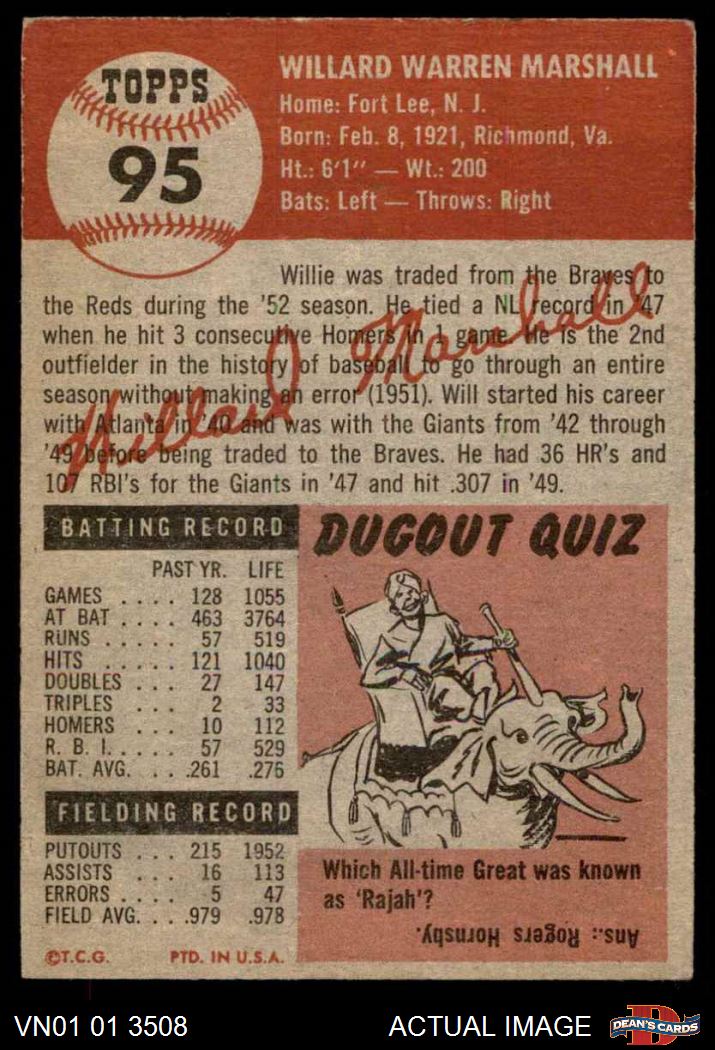 TOPPS
95
WILLARD WARREN MARSHALL
Home: Fort Lee, N. J.
Born: Feb. 8, 1921, Richmond, Va.
Ht.: 6'1" — Wt.: 200
Bats: Left — Throws: Right
Willie was traded from the Braves to
the Reds during the '52 season. He tied a NL record in '47
when he hit 3 consecutive Homers in 1 game. He is the 2nd
outfielder in the history of baseball to go through an entire
season without making an error (1951). Will started his career
with Atlanta in '40 and was with the Giants from '42 through
'49 before being traded to the Braves. He had 36 HR's and
107 RBI's for the Giants in '47 and hit .307 in '49.
Willard Marshall
BATTING RECORD
PAST YR. LIFE
GAMES .... 128 1055
AT BAT .... 463 3764
RUNS ..... 57 519
HITS ..... 121 1040
DOUBLES ... 27 147
TRIPLES ... 2 33
HOMERS ... 10 112
R. B. I. .... 57 529
BAT. AVG. ... .261 .276
FIELDING RECORD
PUTOUTS ... 215 1952
ASSISTS ... 16 113
ERRORS .... 5 47
FIELD AVG. ... .979 .978
©T.C.G. PTD. IN U.S.A.
DUGOUT QUIZ
Which All-time Great was known
as 'Rajah'?
Ans.: Rogers Hornsby.
VN01 01 3508 ACTUAL IMAGE
D
DEAN'S CARDS